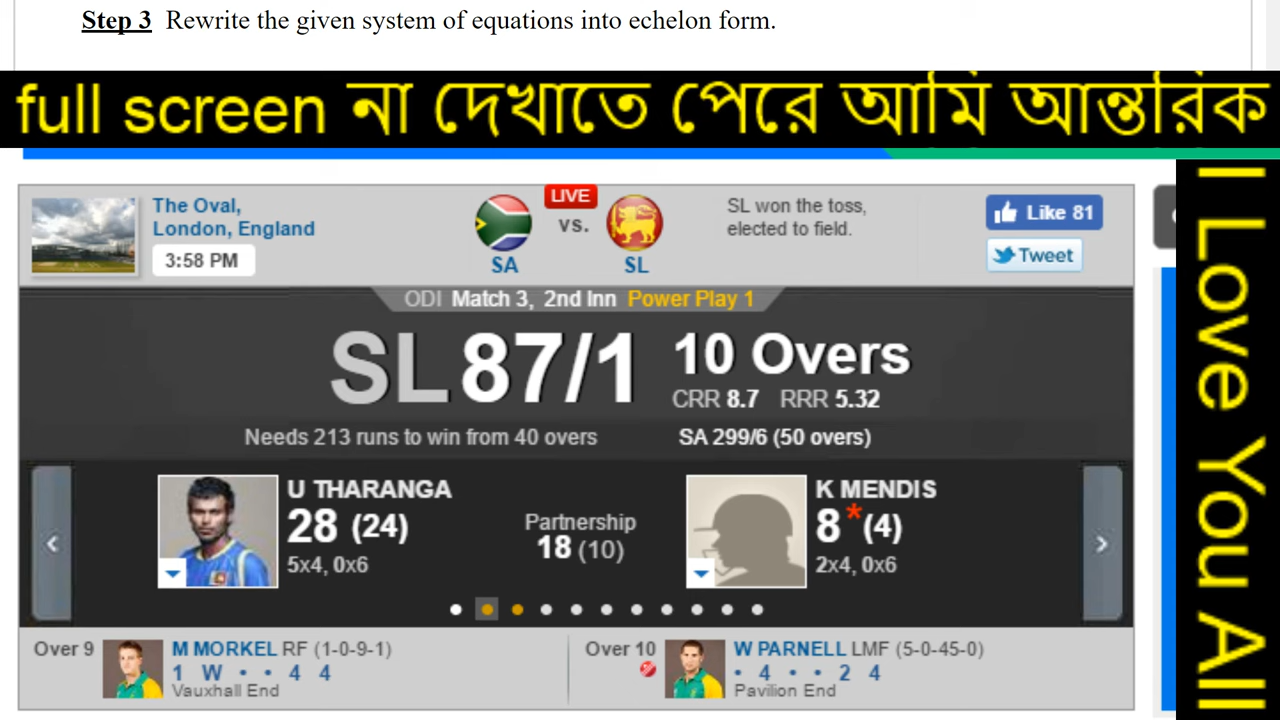 Step 3 Rewrite the given system of equations into echelon form.
full screen না দেখাতে পেরে আমি আন্তরিক
I Love You All
The Oval,
London, England
3:58 PM
LIVE
vs.
SA
SL
SL won the toss,
elected to field.
Like 81
Tweet
ODI Match 3, 2nd Inn Power Play 1
SL 87/1
10 Overs
CRR 8.7 RRR 5.32
Needs 213 runs to win from 40 overs
SA 299/6 (50 overs)
U THARANGA
28 (24)
5x4, 0x6
Partnership
18 (10)
K MENDIS
8*(4)
2x4, 0x6
Over 9
M MORKEL RF (1-0-9-1)
1 W • • 4 4
Vauxhall End
Over 10
W PARNELL LMF (5-0-45-0)
• 4 • • 2 4
Pavilion End